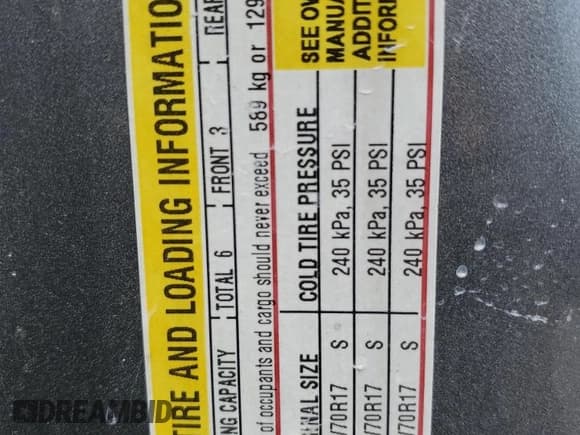 TIRE AND LOADING INFORMATIO
NG CAPACITY TOTAL 6 FRONT 3 REAR
of occupants and cargo should never exceed 589 kg or 129
NAL SIZE COLD TIRE PRESSURE SEE OW
/70R17 S 240 kPa, 35 PSI MANUA
/70R17 S 240 kPa, 35 PSI ADDITI
/70R17 S 240 kPa, 35 PSI INFORM
DREAMBID